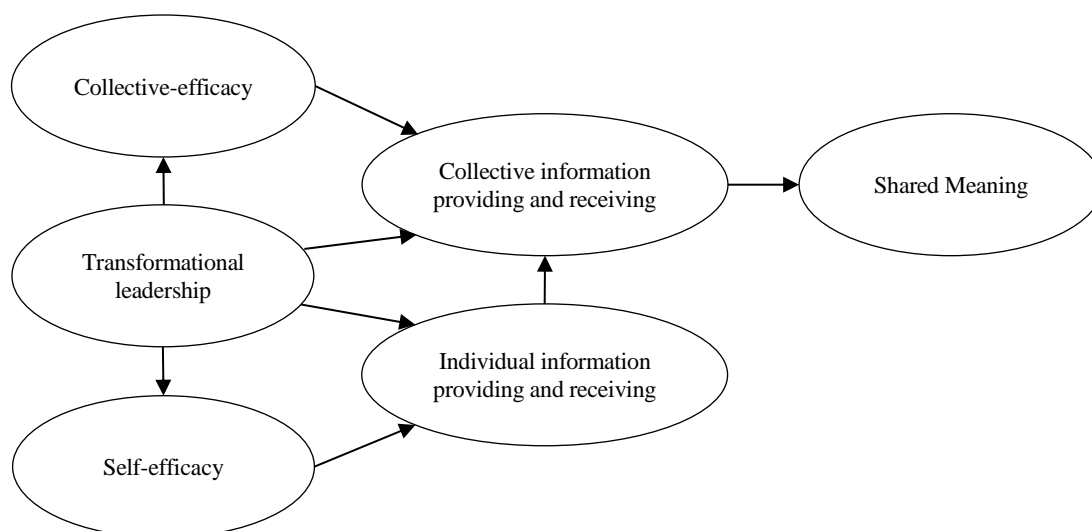 Collective-efficacy
Collective information
providing and receiving
Shared Meaning
Transformational
leadership
Individual information
providing and receiving
Self-efficacy